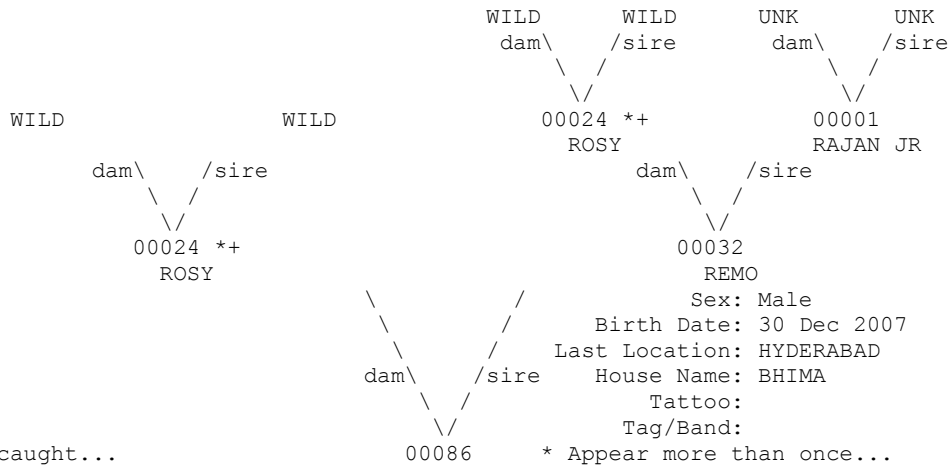 WILD WILD UNK UNK
dam\ /sire dam\ /sire
\ / \ /
\/ \/
WILD WILD 00024 *+ 00001
ROSY RAJAN JR
dam\ /sire dam\ /sire
\ / \ /
\/ \/
00024 *+ 00032
ROSY REMO
\ / Sex: Male
\ / Birth Date: 30 Dec 2007
\ / Last Location: HYDERABAD
dam\ /sire House Name: BHIMA
\ / Tattoo:
\/ Tag/Band:
caught... 00086 * Appear more than once...